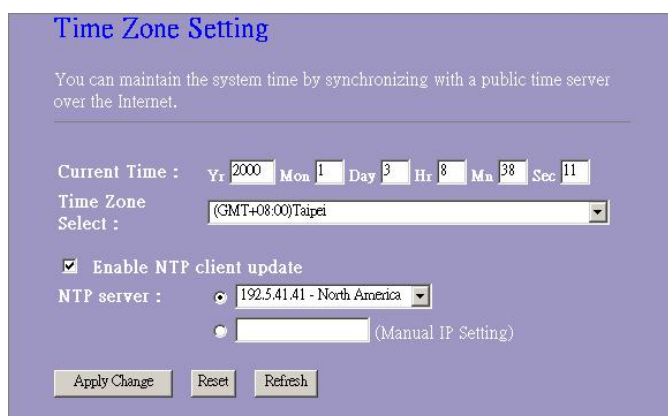 Time Zone Setting
You can maintain the system time by synchronizing with a public time server
over the Internet.
Current Time : Yr 2000 Mon 1 Day 3 Hr 8 Mn 38 Sec 11
Time Zone
Select : (GMT+08:00)Taipei
Enable NTP client update
NTP server : 192.5.41.41 - North America
(Manual IP Setting)
Apply Change Reset Refresh